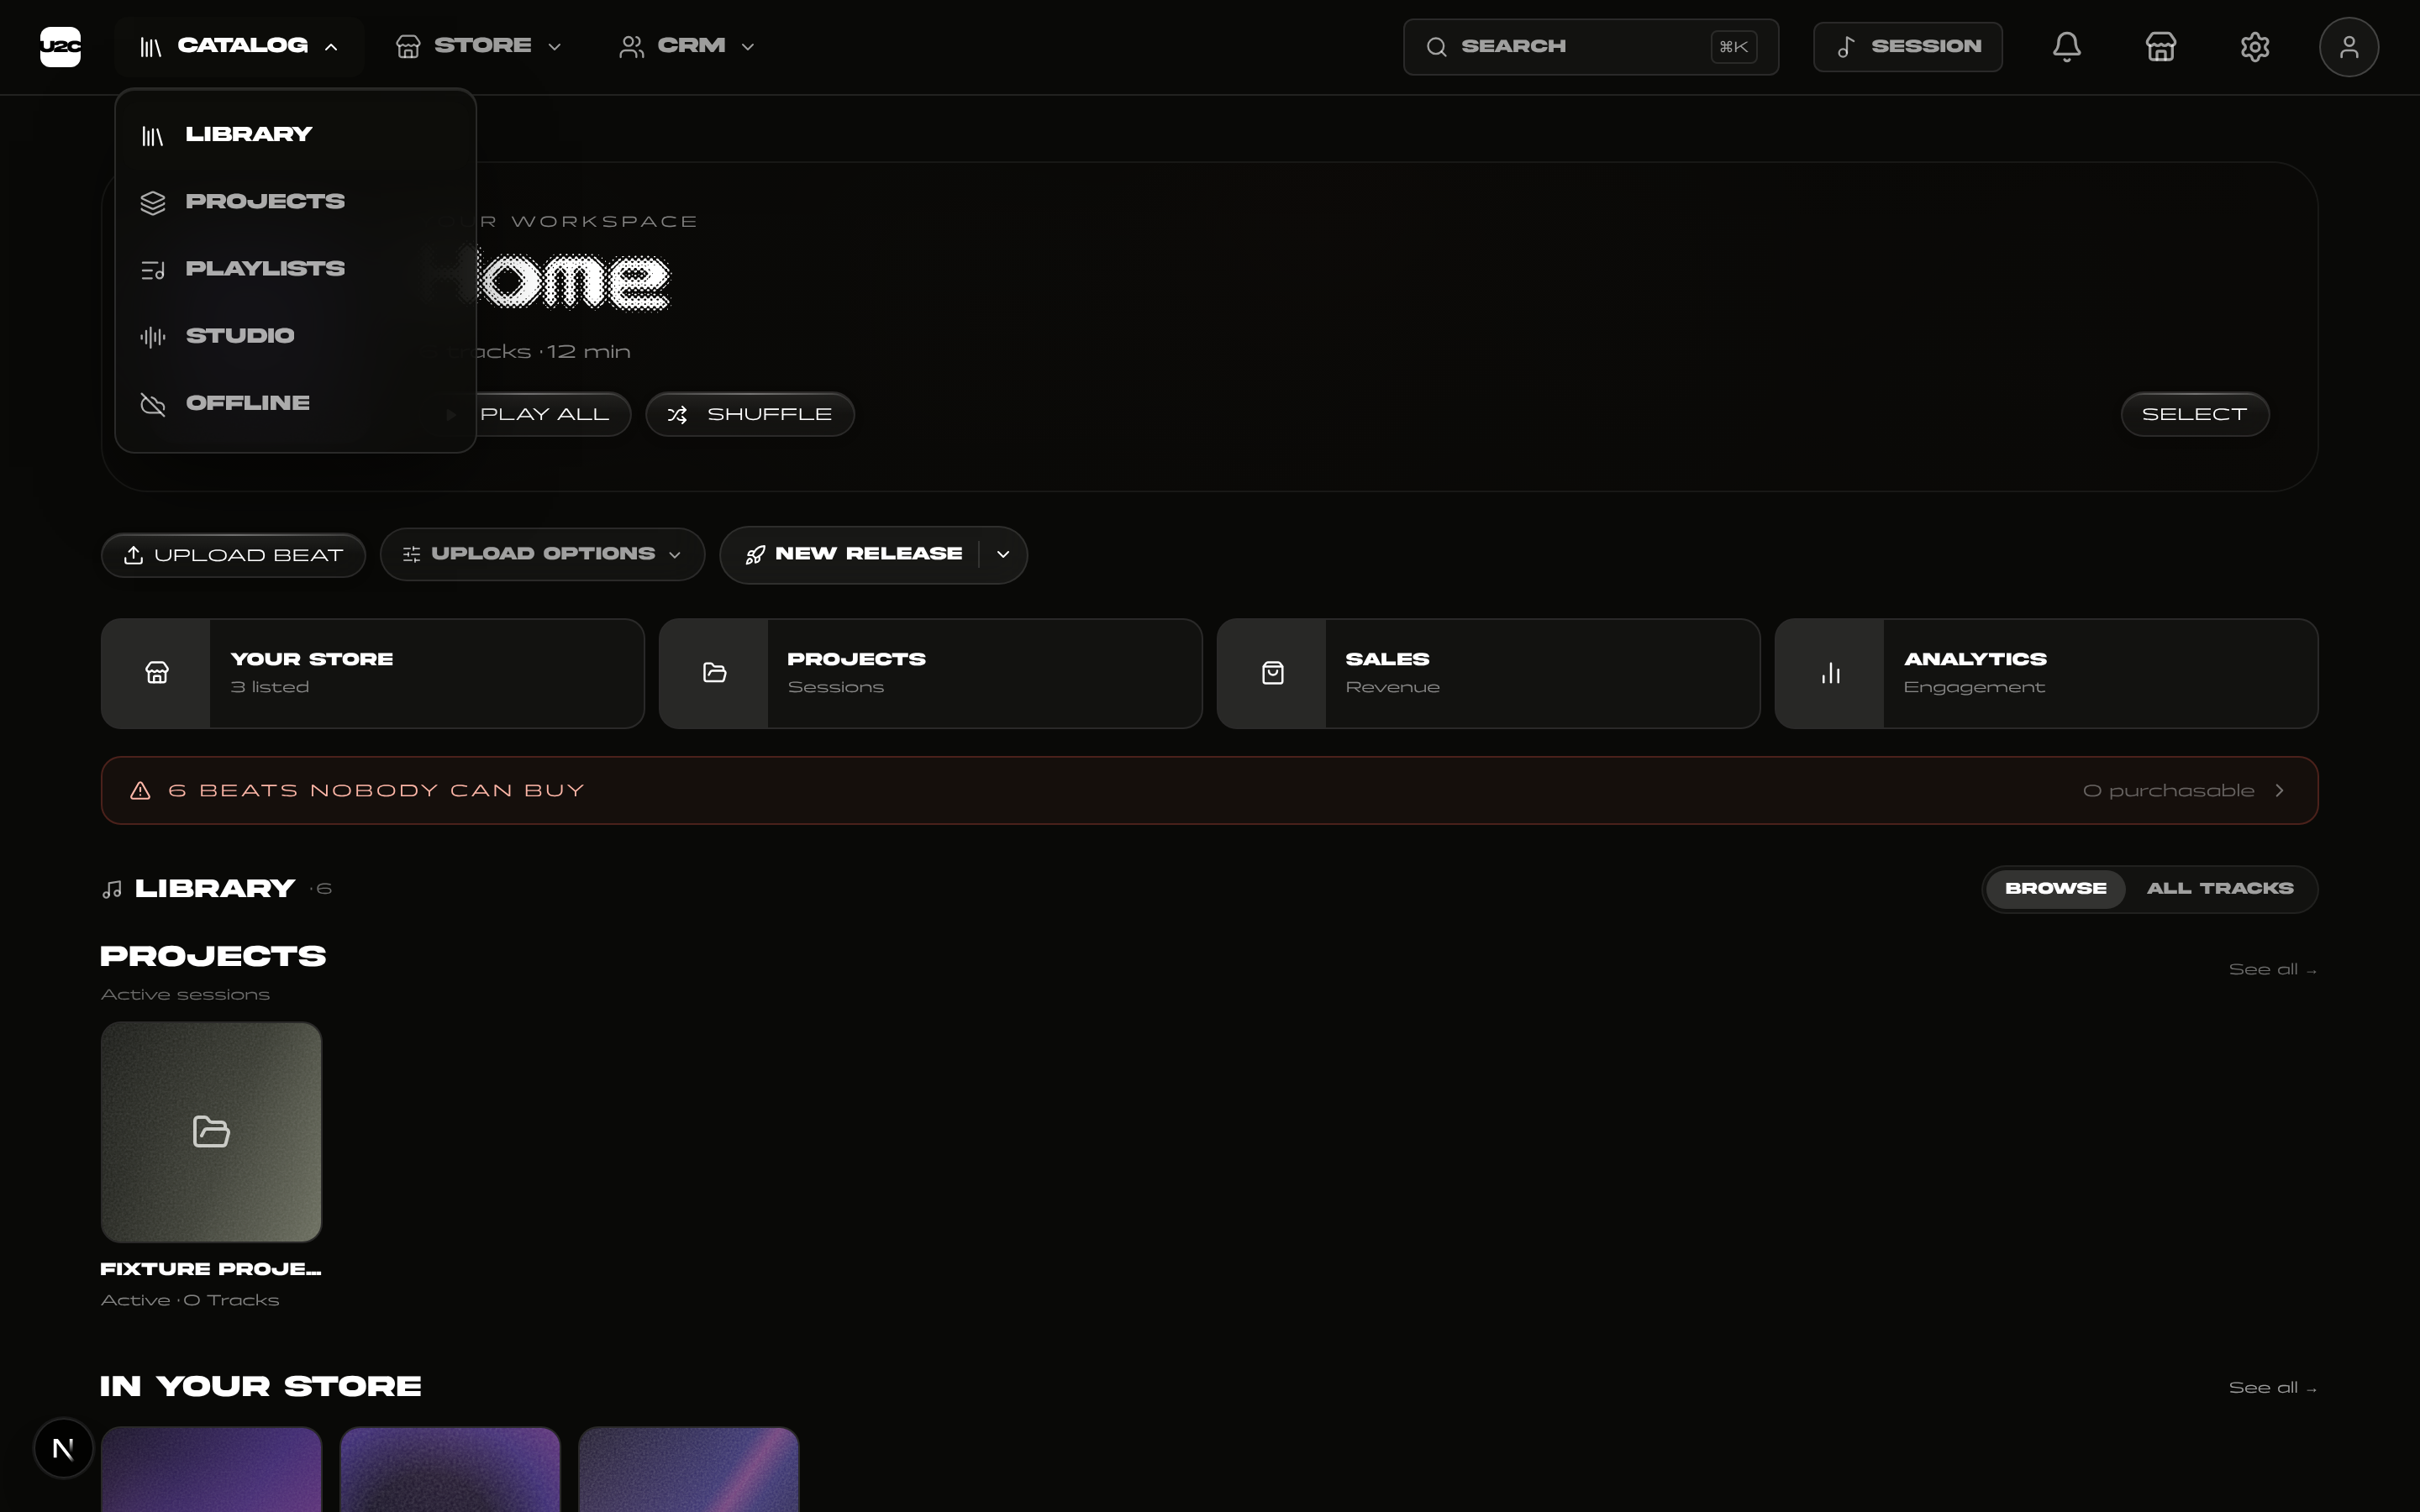 U2C
CATALOG
STORE
CRM
SEARCH
⌘K
SESSION
LIBRARY
PROJECTS
PLAYLISTS
STUDIO
OFFLINE
WORKSPACE
Home
tracks · 12 min
PLAY ALL
SHUFFLE
SELECT
UPLOAD BEAT
UPLOAD OPTIONS
NEW RELEASE
YOUR STORE
3 listed
PROJECTS
Sessions
SALES
Revenue
ANALYTICS
Engagement
6 BEATS NOBODY CAN BUY
0 purchasable
LIBRARY · 6
BROWSE
ALL TRACKS
PROJECTS
See all →
Active sessions
FIXTURE PROJE...
Active · 0 Tracks
IN YOUR STORE
See all →
N